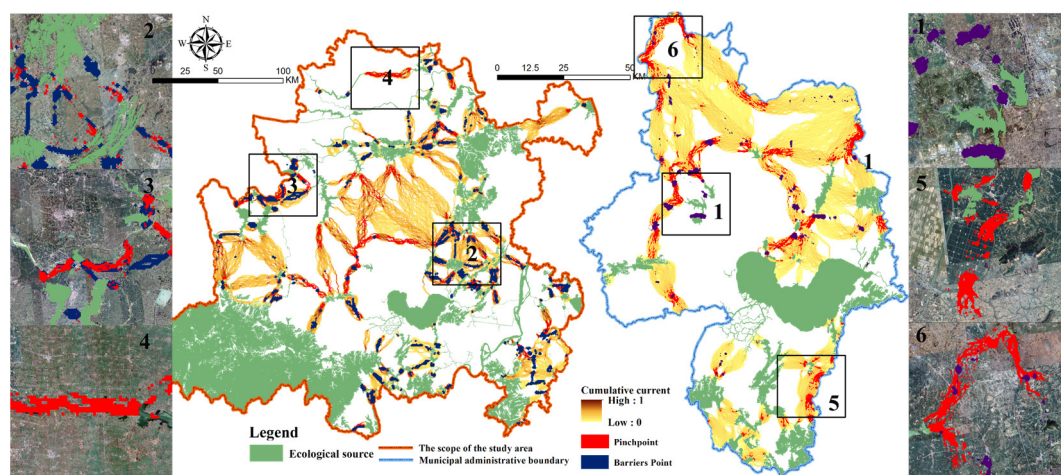 2
N
W E
S
0 25 50 100
KM
3
4
4
3
2
0 12.5 25 50
KM
6
1
1
5
1
5
6
Legend
Ecological source
The scope of the study area
Municipal administrative boundary
Cumulative current
High : 1
Low : 0
Pinchpoint
Barriers Point